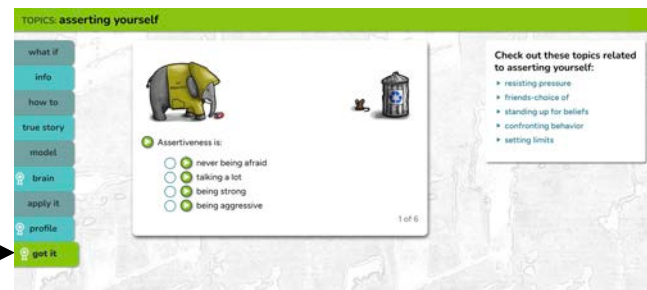 TOPICS: asserting yourself
what if
info
how to
true story
model
brain
apply it
profile
got it
Assertiveness is:
never being afraid
talking a lot
being strong
being aggressive
1 of 6
Check out these topics related
to asserting yourself:
resisting pressure
friends-choice of
standing up for beliefs
confronting behavior
setting limits